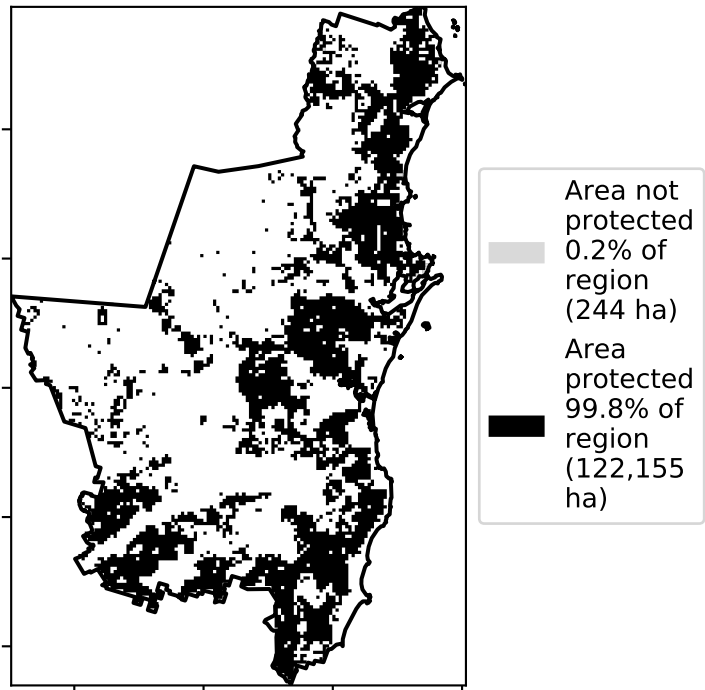 Area not
protected
0.2% of
region
(244 ha)
Area
protected
99.8% of
region
(122,155
ha)